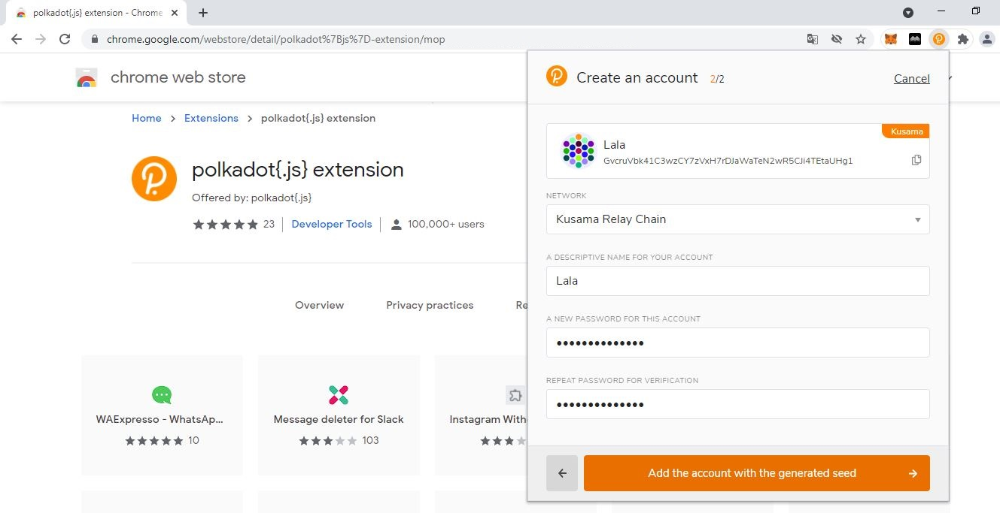 polkadot{.js} extension - Chrome
chrome.google.com/webstore/detail/polkadot%7Bjs%7D-extension/mop
chrome web store
Home > Extensions > polkadot{.js} extension
polkadot{.js} extension
Offered by: polkadot{.js}
23 Developer Tools 100,000+ users
Overview Privacy practices Re
WAExpresso - WhatsAp...
10
Message deleter for Slack
103
Instagram With
Create an account 2/2 Cancel
Kusama
Lala
GvcruVbk41C3wzCY7zVxH7rDJaWaTeN2wR5CJi4TEtaUHg1
NETWORK
Kusama Relay Chain
A DESCRIPTIVE NAME FOR YOUR ACCOUNT
Lala
A NEW PASSWORD FOR THIS ACCOUNT
••••••••••••••
REPEAT PASSWORD FOR VERIFICATION
••••••••••••••
Add the account with the generated seed